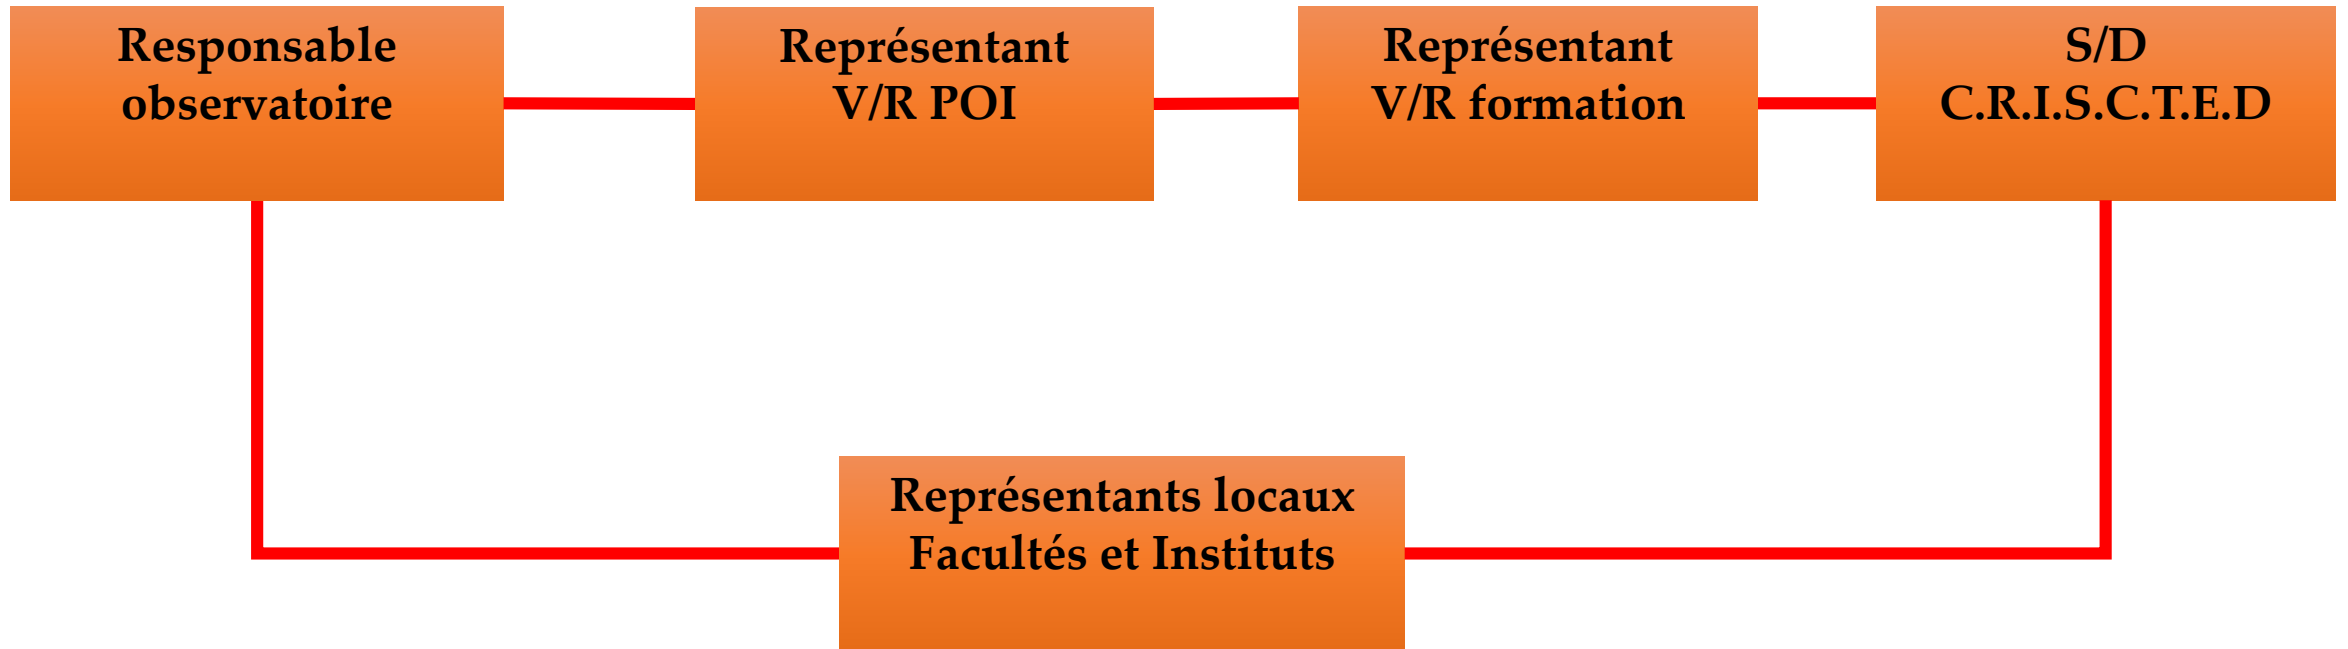 Responsable
observatoire
Représentant
V/R POI
Représentant
V/R formation
S/D
C.R.I.S.C.T.E.D
Représentants locaux
Facultés et Instituts